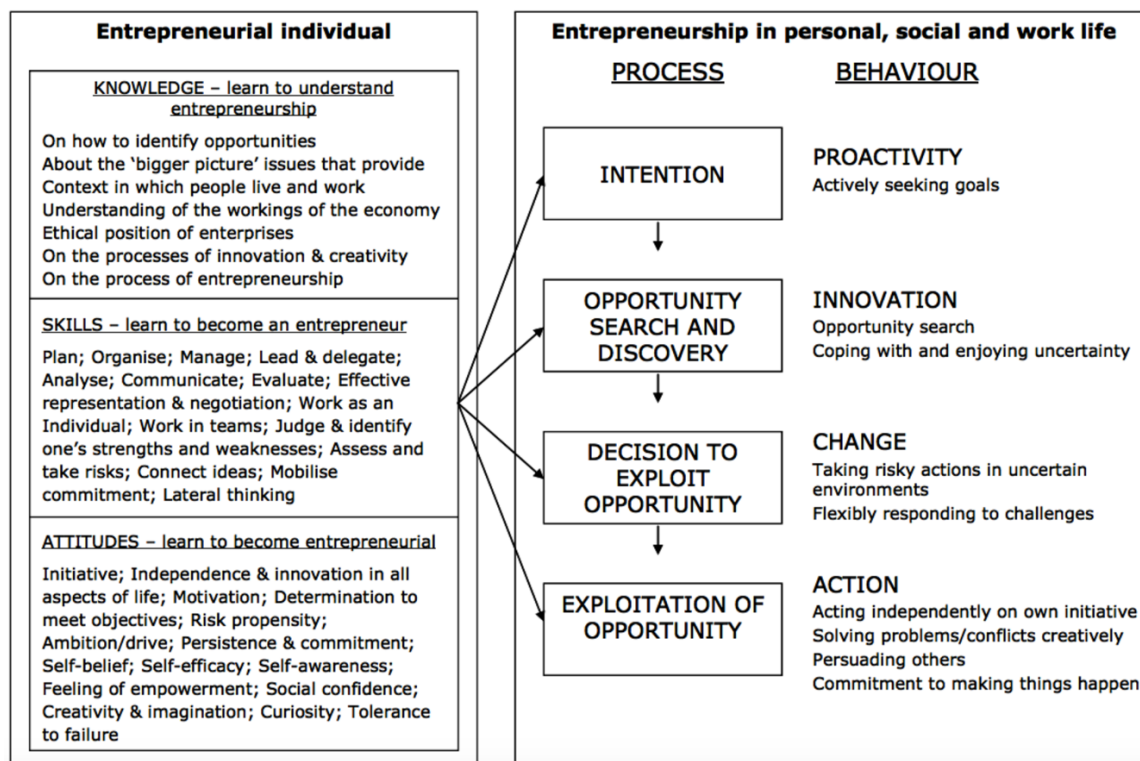 Entrepreneurial individual
KNOWLEDGE – learn to understand
entrepreneurship
On how to identify opportunities
About the ‘bigger picture’ issues that provide
Context in which people live and work
Understanding of the workings of the economy
Ethical position of enterprises
On the processes of innovation & creativity
On the process of entrepreneurship
SKILLS – learn to become an entrepreneur
Plan; Organise; Manage; Lead & delegate;
Analyse; Communicate; Evaluate; Effective
representation & negotiation; Work as an
Individual; Work in teams; Judge & identify
one’s strengths and weaknesses; Assess and
take risks; Connect ideas; Mobilise
commitment; Lateral thinking
ATTITUDES – learn to become entrepreneurial
Initiative; Independence & innovation in all
aspects of life; Motivation; Determination to
meet objectives; Risk propensity;
Ambition/drive; Persistence & commitment;
Self-belief; Self-efficacy; Self-awareness;
Feeling of empowerment; Social confidence;
Creativity & imagination; Curiosity; Tolerance
to failure
Entrepreneurship in personal, social and work life
PROCESS
BEHAVIOUR
INTENTION
PROACTIVITY
Actively seeking goals
OPPORTUNITY
SEARCH AND
DISCOVERY
INNOVATION
Opportunity search
Coping with and enjoying uncertainty
DECISION TO
EXPLOIT
OPPORTUNITY
CHANGE
Taking risky actions in uncertain
environments
Flexibly responding to challenges
EXPLOITATION OF
OPPORTUNITY
ACTION
Acting independently on own initiative
Solving problems/conflicts creatively
Persuading others
Commitment to making things happen